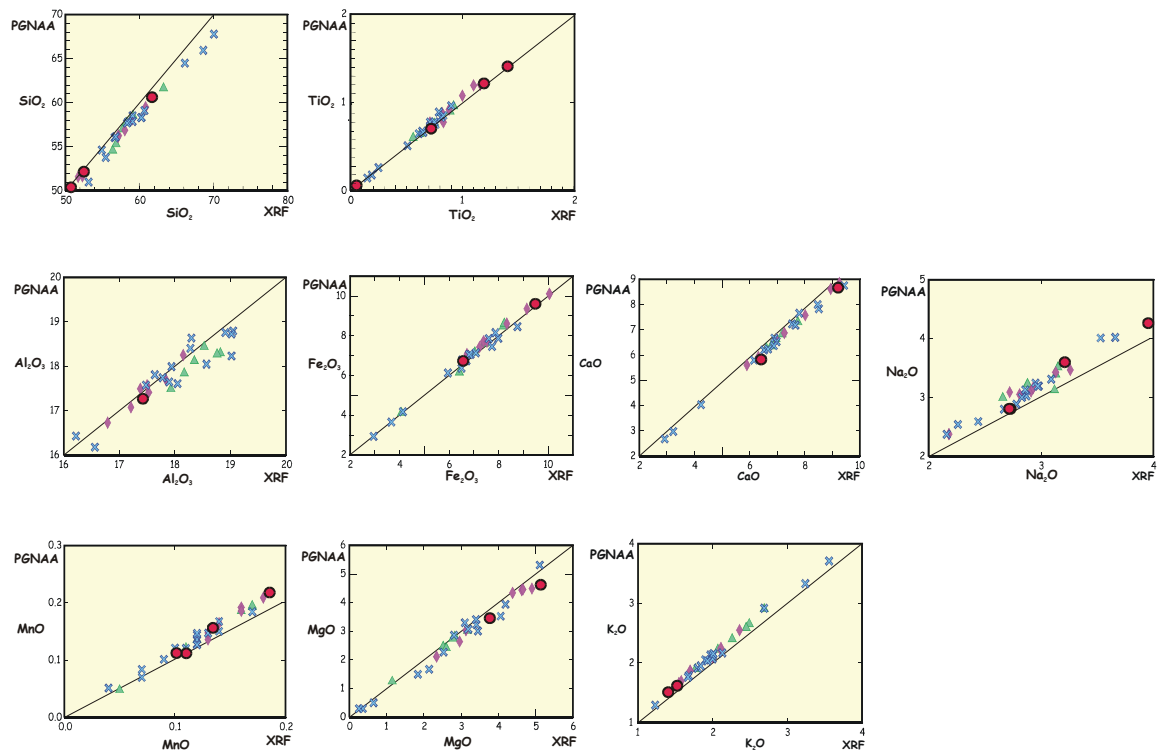 70
PGNAA
65
SiO₂
60
55
50
50 60 70 80
SiO₂ XRF
2
PGNAA
TiO₂
1
0
0 1 2
TiO₂ XRF
20
PGNAA
19
Al₂O₃
18
17
16
16 17 18 19 20
Al₂O₃ XRF
PGNAA
10
8
Fe₂O₃
6
4
2
2 4 6 8 10
Fe₂O₃ XRF
9
PGNAA
8
7
6
CaO
5
4
3
2
2 4 6 8 10
CaO XRF
5
PGNAA
4
Na₂O
3
2
2 3 4
Na₂O XRF
0.3
PGNAA
0.2
MnO
0.1
0.0
0.0 0.1 0.2
MnO XRF
6
PGNAA
5
4
MgO
3
2
1
0
0 1 2 3 4 5 6
MgO XRF
4
PGNAA
3
K₂O
2
1
1 2 3 4
K₂O XRF